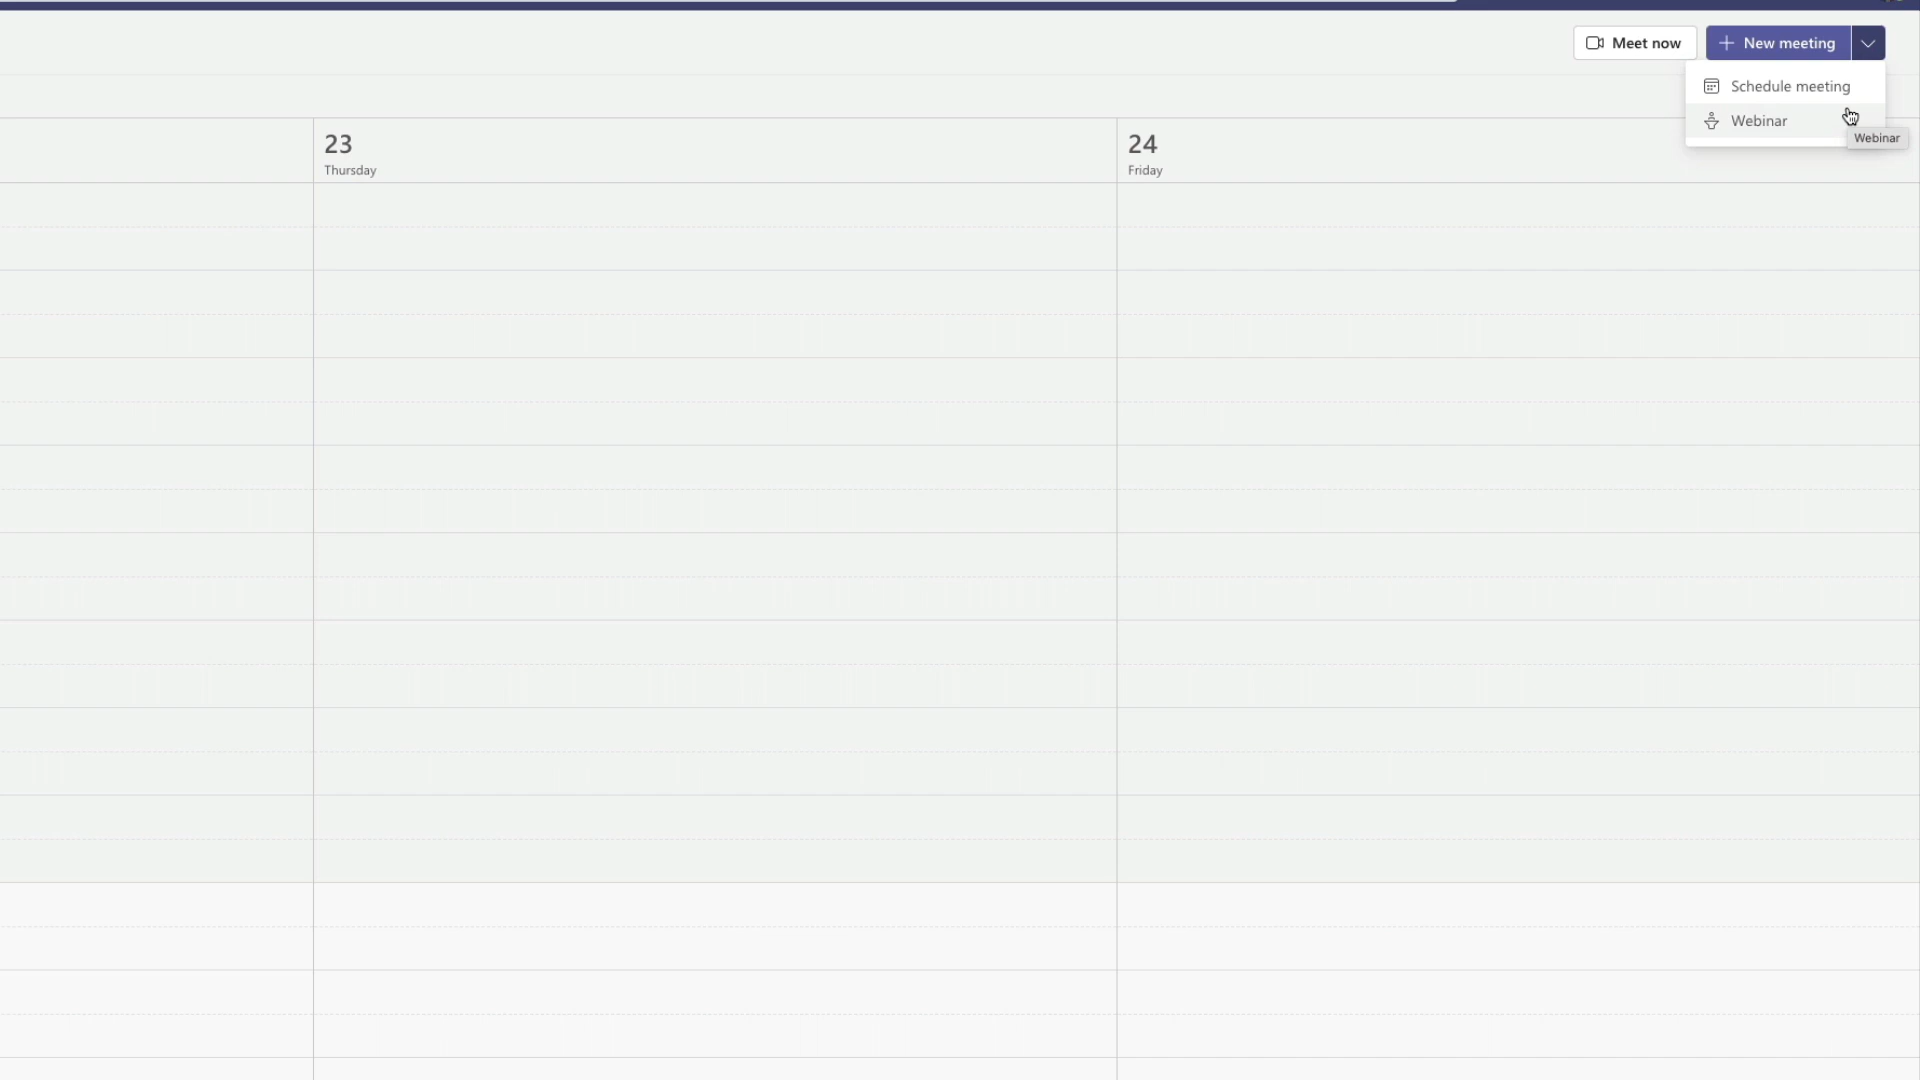 Meet now
New meeting
Schedule meeting
Webinar
Webinar
23
Thursday
24
Friday